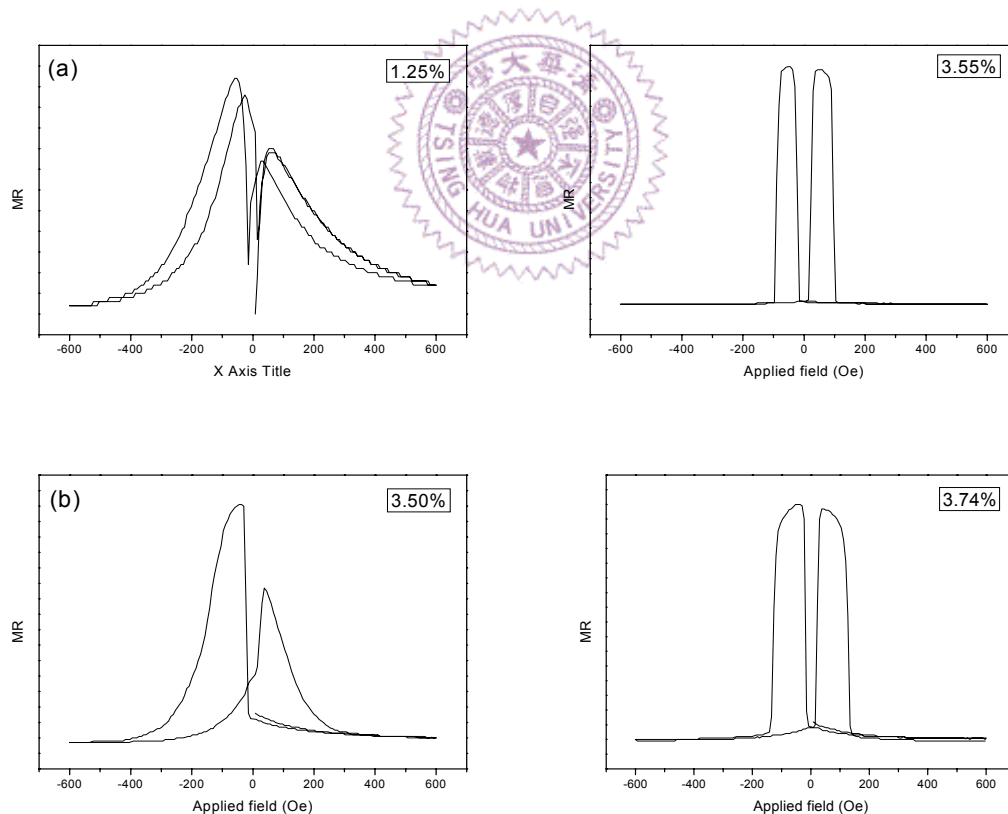 (a)
1.25%
MR
-600 -400 -200 0 200 400 600
X Axis Title
3.55%
MR
-600 -400 -200 0 200 400 600
Applied field (Oe)
TSING HUA UNIVERSITY
(b)
3.50%
MR
-600 -400 -200 0 200 400 600
Applied field (Oe)
3.74%
MR
-600 -400 -200 0 200 400 600
Applied field (Oe)